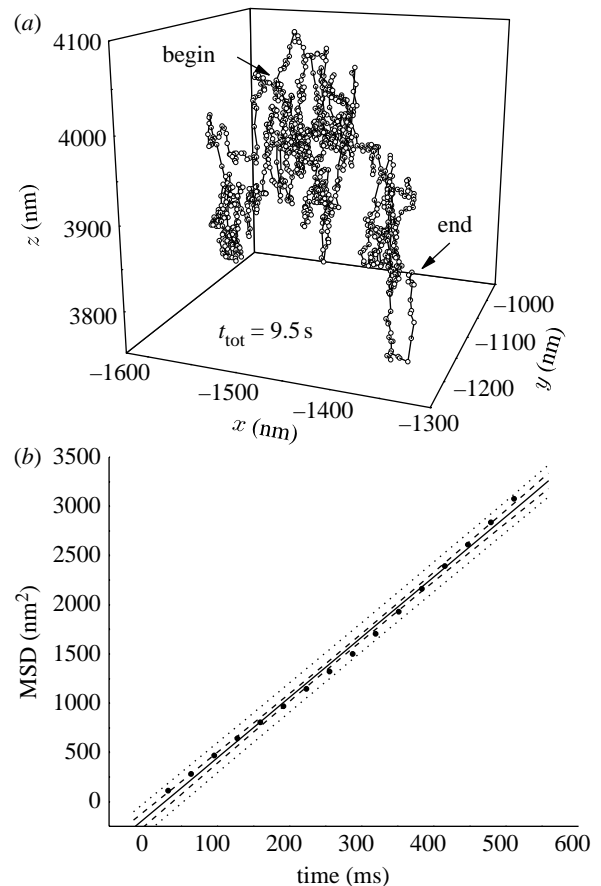 (a)
4100
4000
3900
3800
z (nm)
begin
end
t_tot = 9.5 s
–1600
–1500
–1400
–1300
x (nm)
–1000
–1100
–1200
y (nm)
(b)
3500
3000
2500
2000
1500
1000
500
0
MSD (nm²)
0 100 200 300 400 500 600
time (ms)